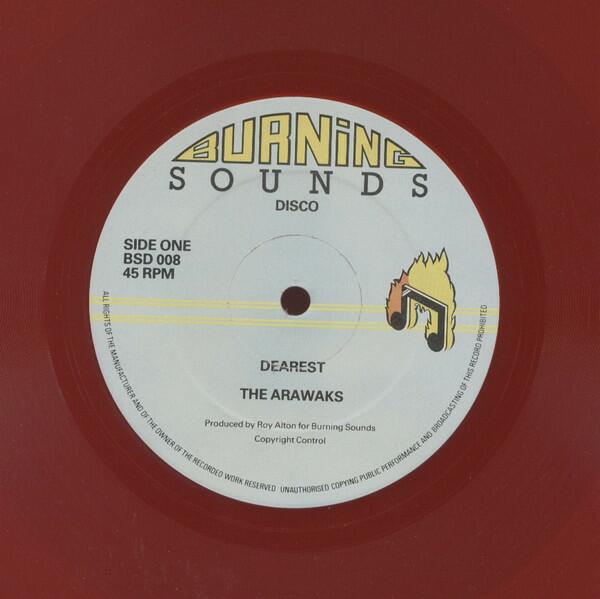 BURNiNG
SOUNDS
DISCO
SIDE ONE
BSD 008
45 RPM
DEAREST
THE ARAWAKS
Produced by Roy Alton for Burning Sounds
Copyright Control
ALL RIGHTS OF THE MANUFACTURER AND OF THE OWNER OF THE RECORDED WORK RESERVED UNAUTHORISED COPYING PUBLIC PERFORMANCE AND BROADCASTING OF THIS RECORD PROHIBITED